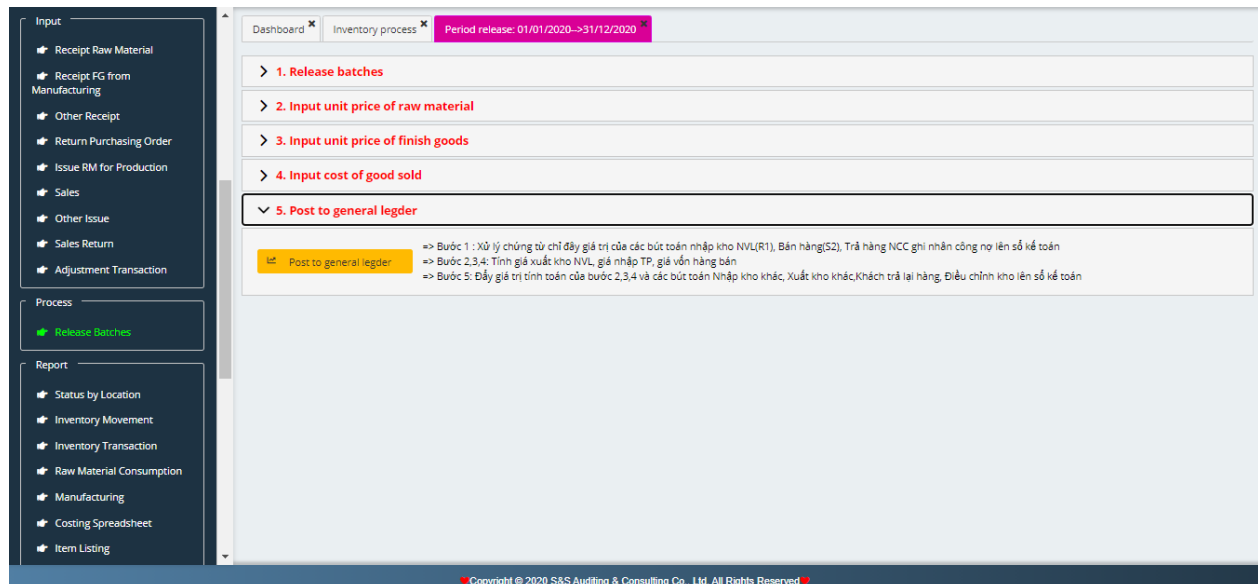 Input
Receipt Raw Material
Receipt FG from
Manufacturing
Other Receipt
Return Purchasing Order
Issue RM for Production
Sales
Other Issue
Sales Return
Adjustment Transaction
Process
Release Batches
Report
Status by Location
Inventory Movement
Inventory Transaction
Raw Material Consumption
Manufacturing
Costing Spreadsheet
Item Listing
Dashboard x Inventory process x Period release: 01/01/2020-->31/12/2020 x
1. Release batches
2. Input unit price of raw material
3. Input unit price of finish goods
4. Input cost of good sold
5. Post to general legder
Post to general legder
=> Bước 1 : Xử lý chứng từ chỉ đẩy giá trị của các bút toán nhập kho NVL(R1), Bán hàng(S2), Trả hàng NCC ghi nhân công nợ lên sổ kế toán
=> Bước 2,3,4: Tính giá xuất kho NVL, giá nhập TP, giá vốn hàng bán
=> Bước 5: Đẩy giá trị tính toán của bước 2,3,4 và các bút toán Nhập kho khác, Xuất kho khác,Khách trả lại hàng, Điều chỉnh kho lên sổ kế toán
Copyright © 2020 S&S Auditing & Consulting Co., Ltd. All Rights Reserved